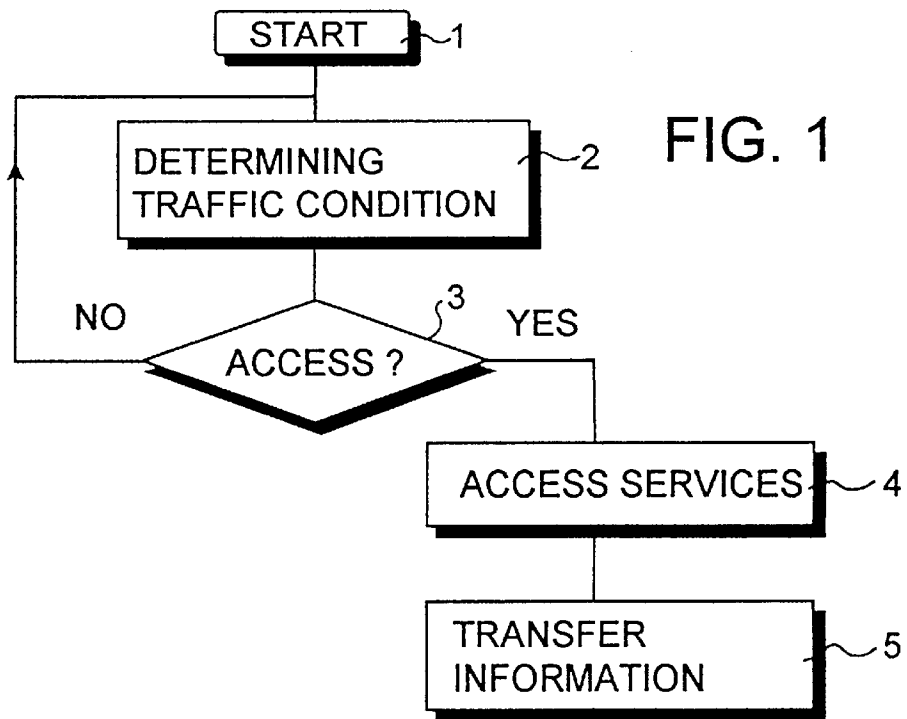 START
1
FIG. 1
DETERMINING
TRAFFIC CONDITION
2
NO
3
YES
ACCESS ?
ACCESS SERVICES
4
TRANSFER
INFORMATION
5